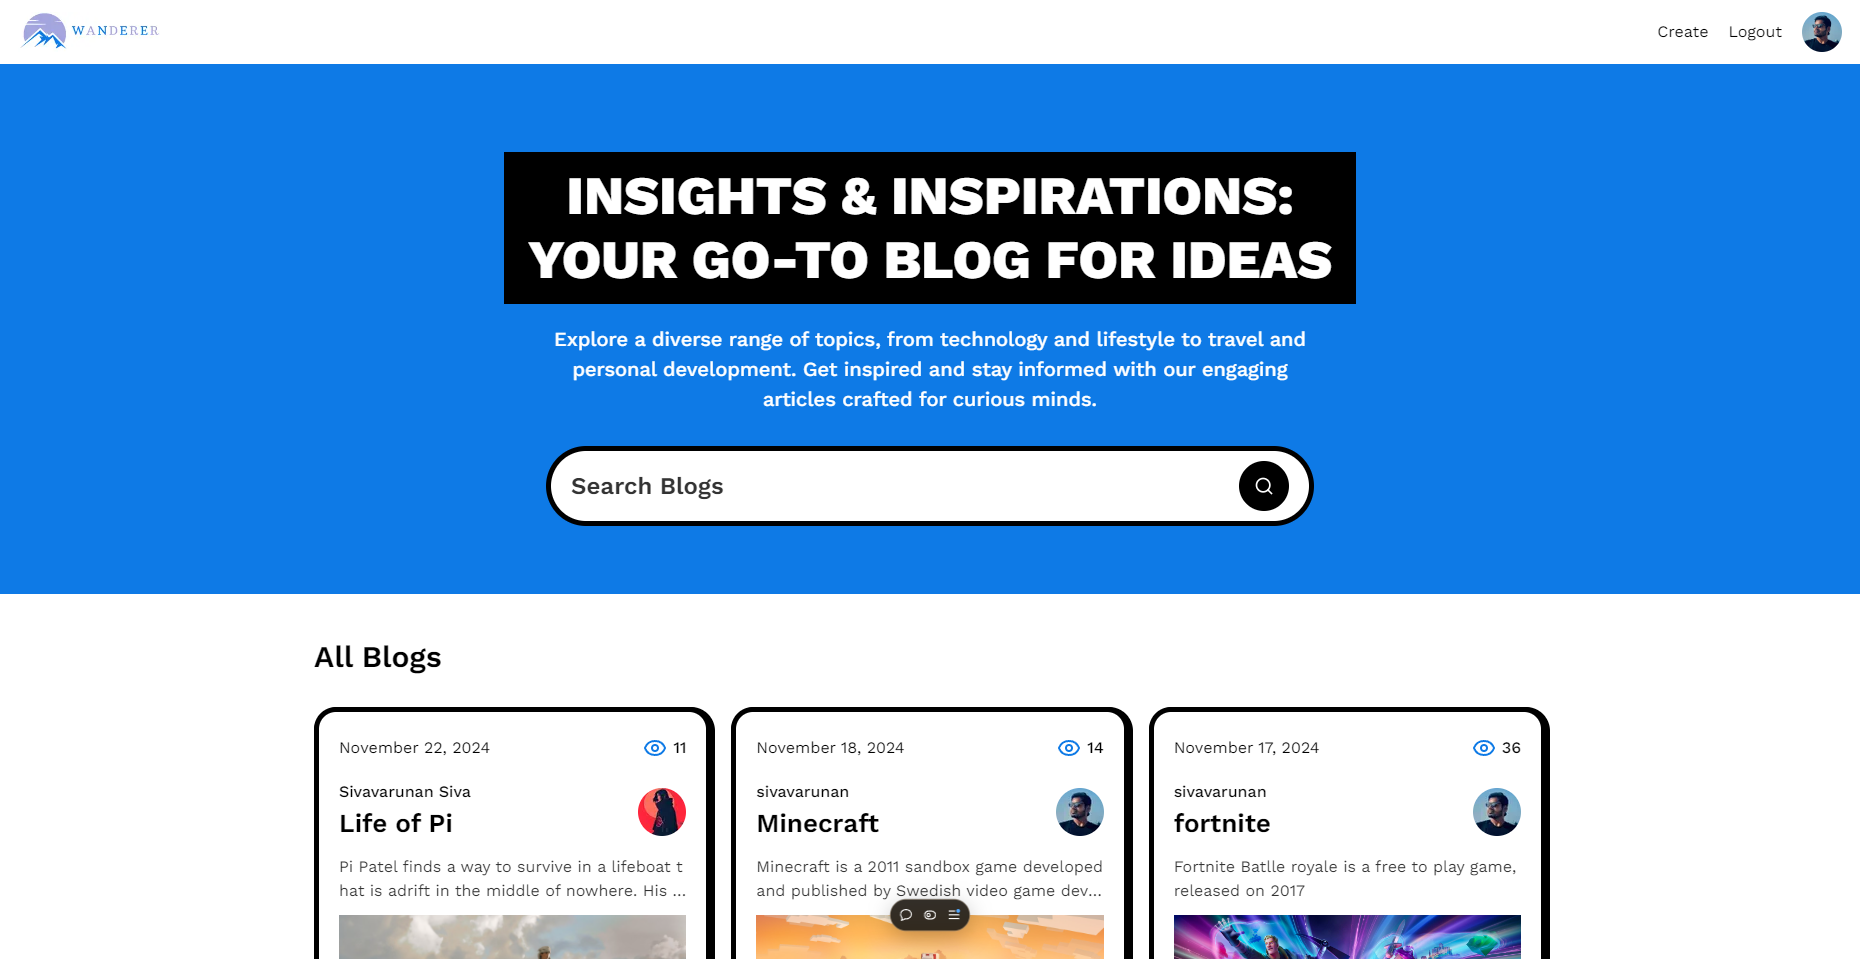 WANDERER
Create Logout
INSIGHTS & INSPIRATIONS:
YOUR GO-TO BLOG FOR IDEAS
Explore a diverse range of topics, from technology and lifestyle to travel and
personal development. Get inspired and stay informed with our engaging
articles crafted for curious minds.
Search Blogs
All Blogs
November 22, 2024 11
Sivavarunan Siva
Life of Pi
Pi Patel finds a way to survive in a lifeboat t
hat is adrift in the middle of nowhere. His ...
November 18, 2024 14
sivavarunan
Minecraft
Minecraft is a 2011 sandbox game developed
and published by Swedish video game dev...
November 17, 2024 36
sivavarunan
fortnite
Fortnite Batlle royale is a free to play game,
released on 2017